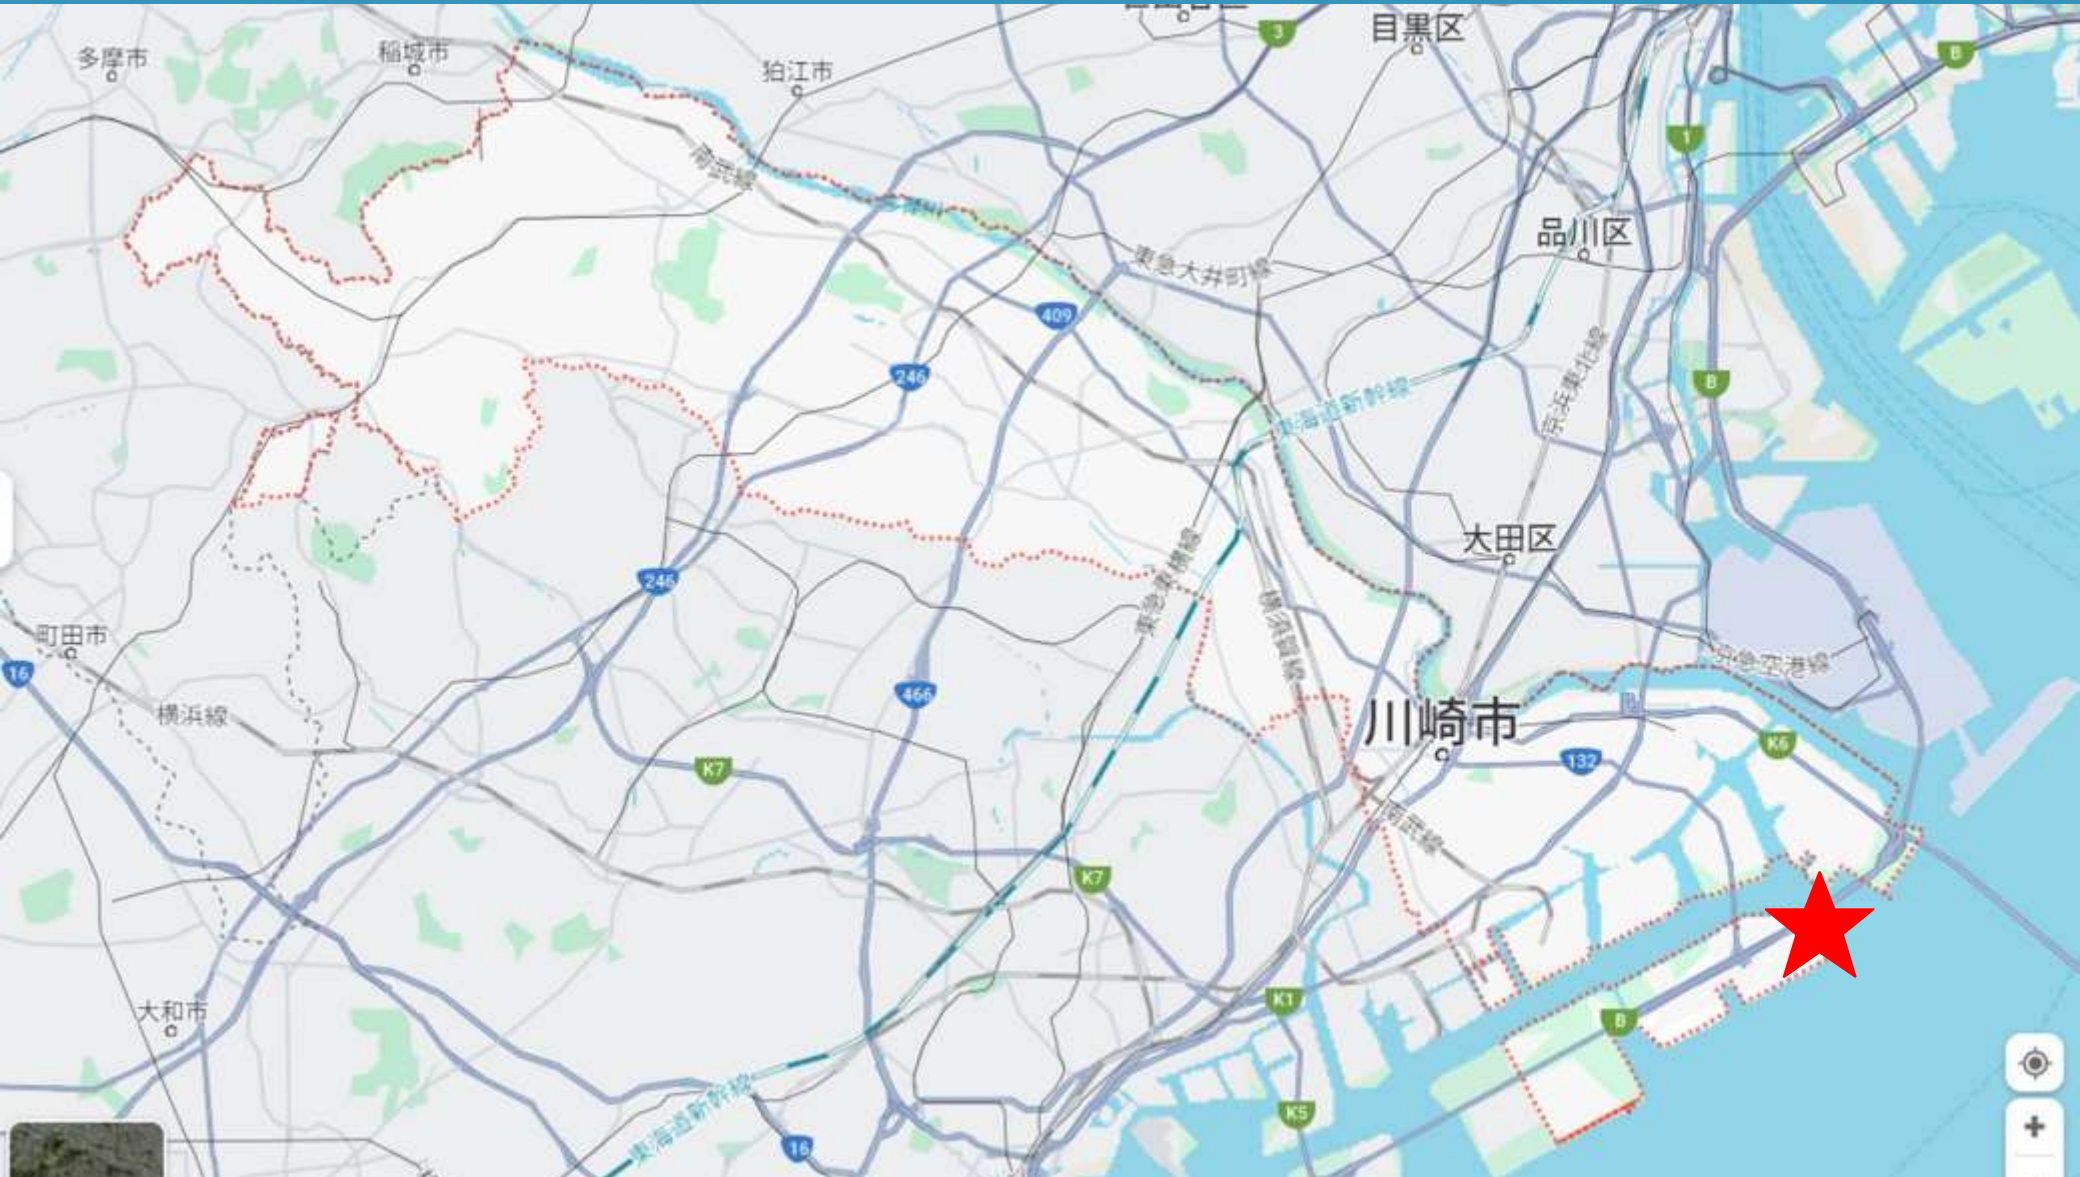 多摩市
稲城市
狛江市
目黒区
3
B
1
南武線
多摩川
品川区
東急大井町線
409
246
B
京浜東北線
東海道新幹線
大田区
東急東横線
246
横須賀線
町田市
16
京急空港線
466
横浜線
川崎市
K6
132
K7
南武線
K7
K1
B
大和市
K5
東海道新幹線
16